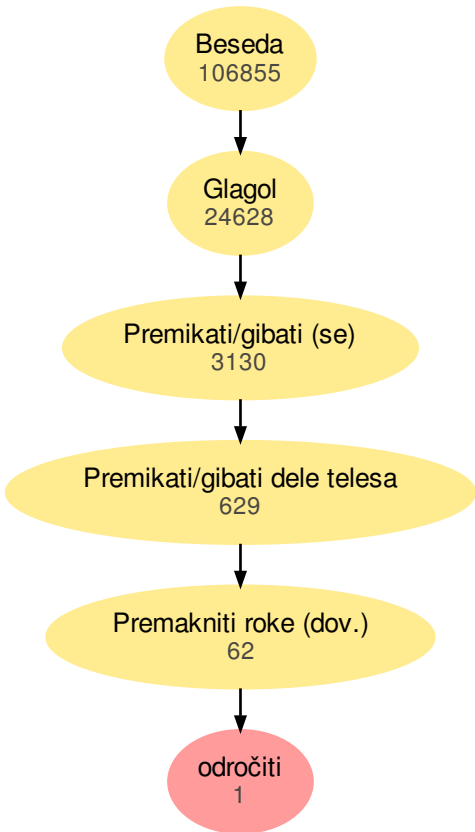 Beseda
106855
Glagol
24628
Premikati/gibati (se)
3130
Premikati/gibati dele telesa
629
Premakniti roke (dov.)
62
odročiti
1